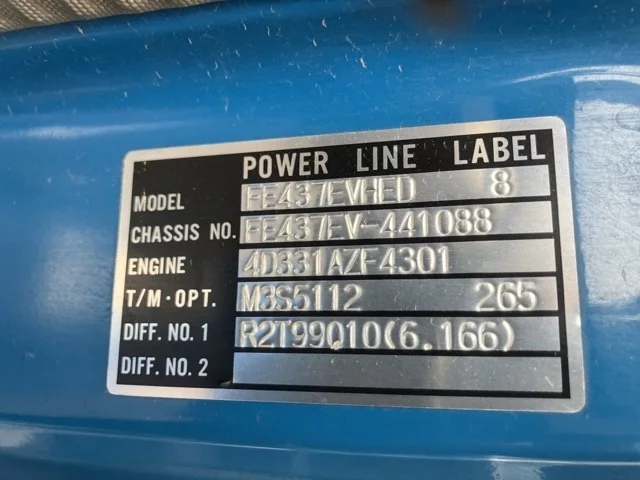 POWER LINE LABEL
MODEL FE437EVHED 8
CHASSIS NO. FE437EV-441088
ENGINE 4D331AZF4301
T/M·OPT. M3S5112 265
DIFF. NO. 1 R2T99010(6.166)
DIFF. NO. 2